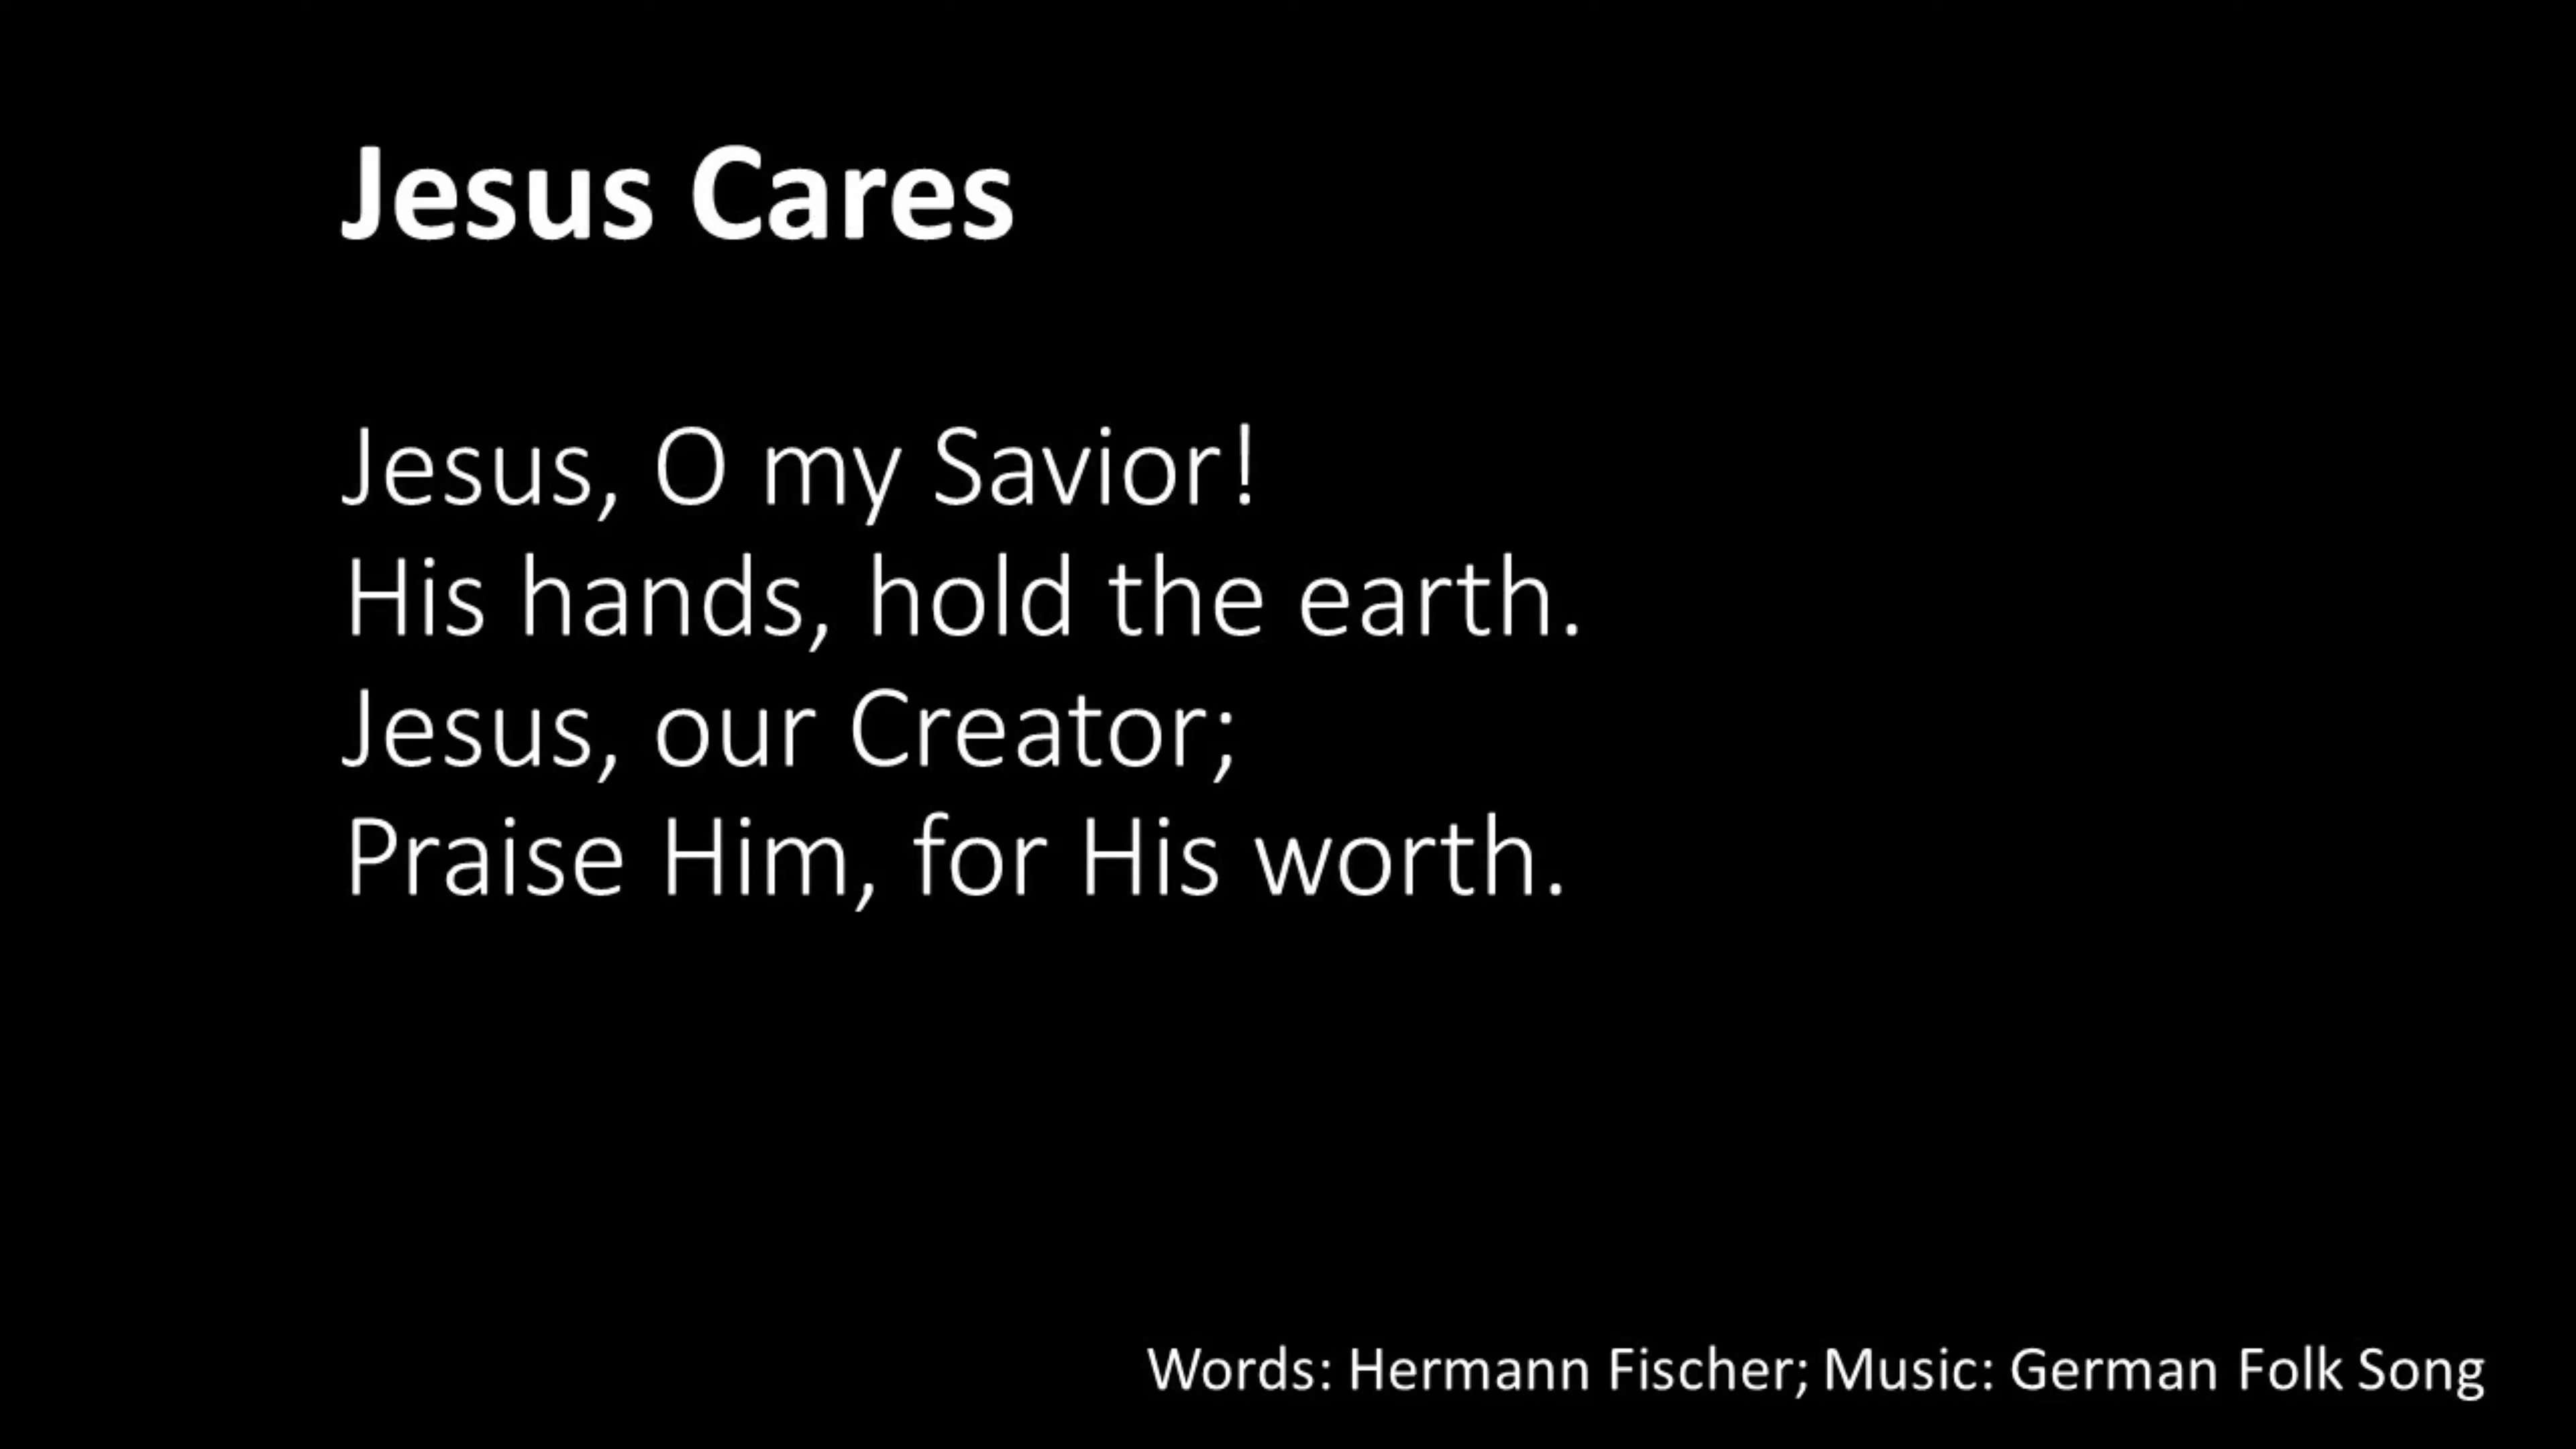 Jesus Cares
Jesus, O my Savior!
His hands, hold the earth.
Jesus, our Creator;
Praise Him, for His worth.
Words: Hermann Fischer; Music: German Folk Song